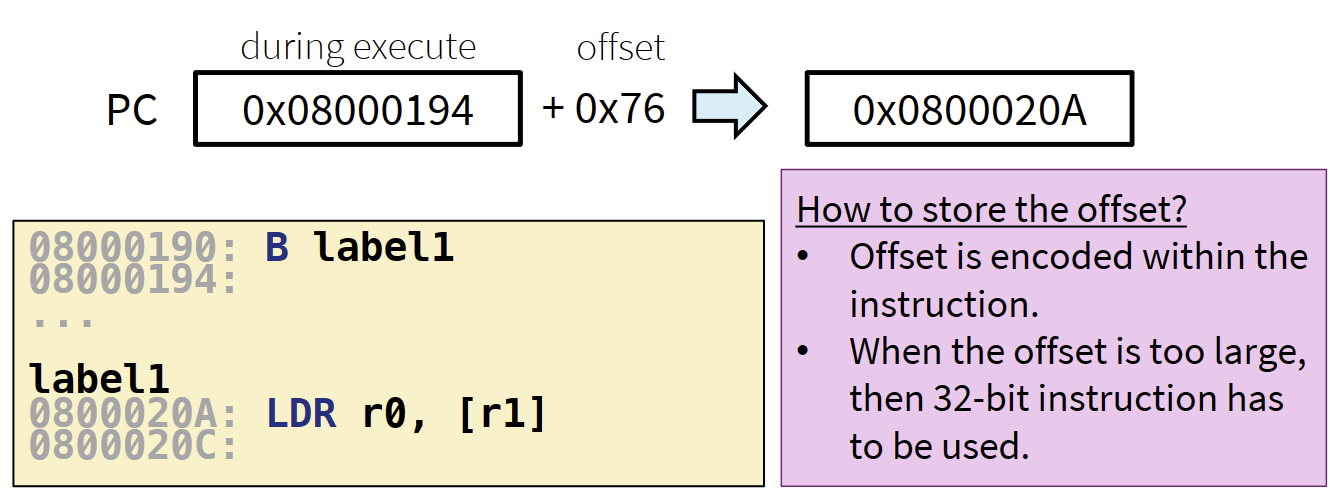 during execute offset
PC 0x08000194 + 0x76 0x0800020A
08000190: B label1
08000194:
...
label1
0800020A: LDR r0, [r1]
0800020C:
How to store the offset?
• Offset is encoded within the
instruction.
• When the offset is too large,
then 32-bit instruction has
to be used.